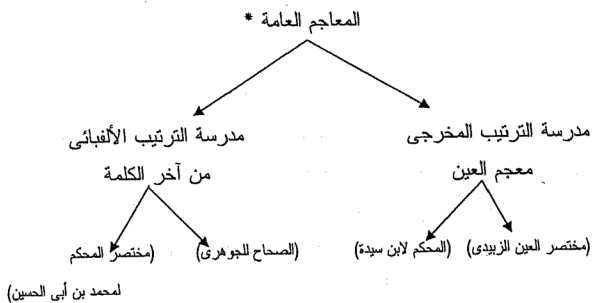 المعاجم العامة *
مدرسة الترتيب المخرجى
معجم العين
مدرسة الترتيب الألفبائى
من آخر الكلمة
(مختصر العين الزبيدى)
(المحكم لابن سيدة)
(الصحاح للجوهرى)
(مختصر المحكم
لمحمد بن أبى الحسين)